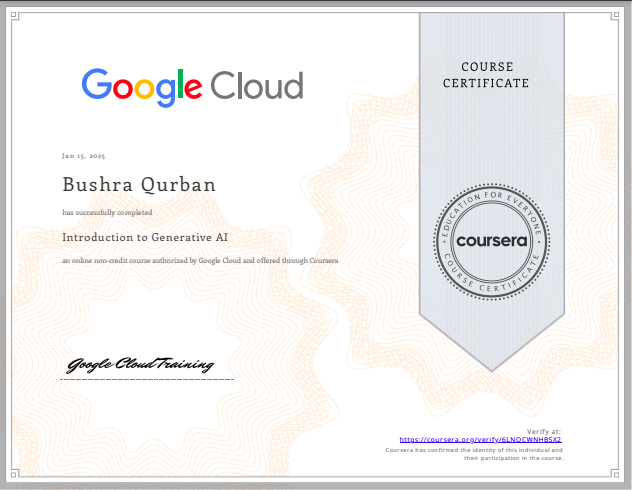 Google Cloud
COURSE
CERTIFICATE
Jan 15, 2025
Bushra Qurban
has successfully completed
Introduction to Generative AI
an online non-credit course authorized by Google Cloud and offered through Coursera
EDUCATION FOR EVERYONE
coursera
COURSE CERTIFICATE
Google Cloud Training
Verify at:
https://coursera.org/verify/6LNOCWNHBSX2
Coursera has confirmed the identity of this individual and
their participation in the course.